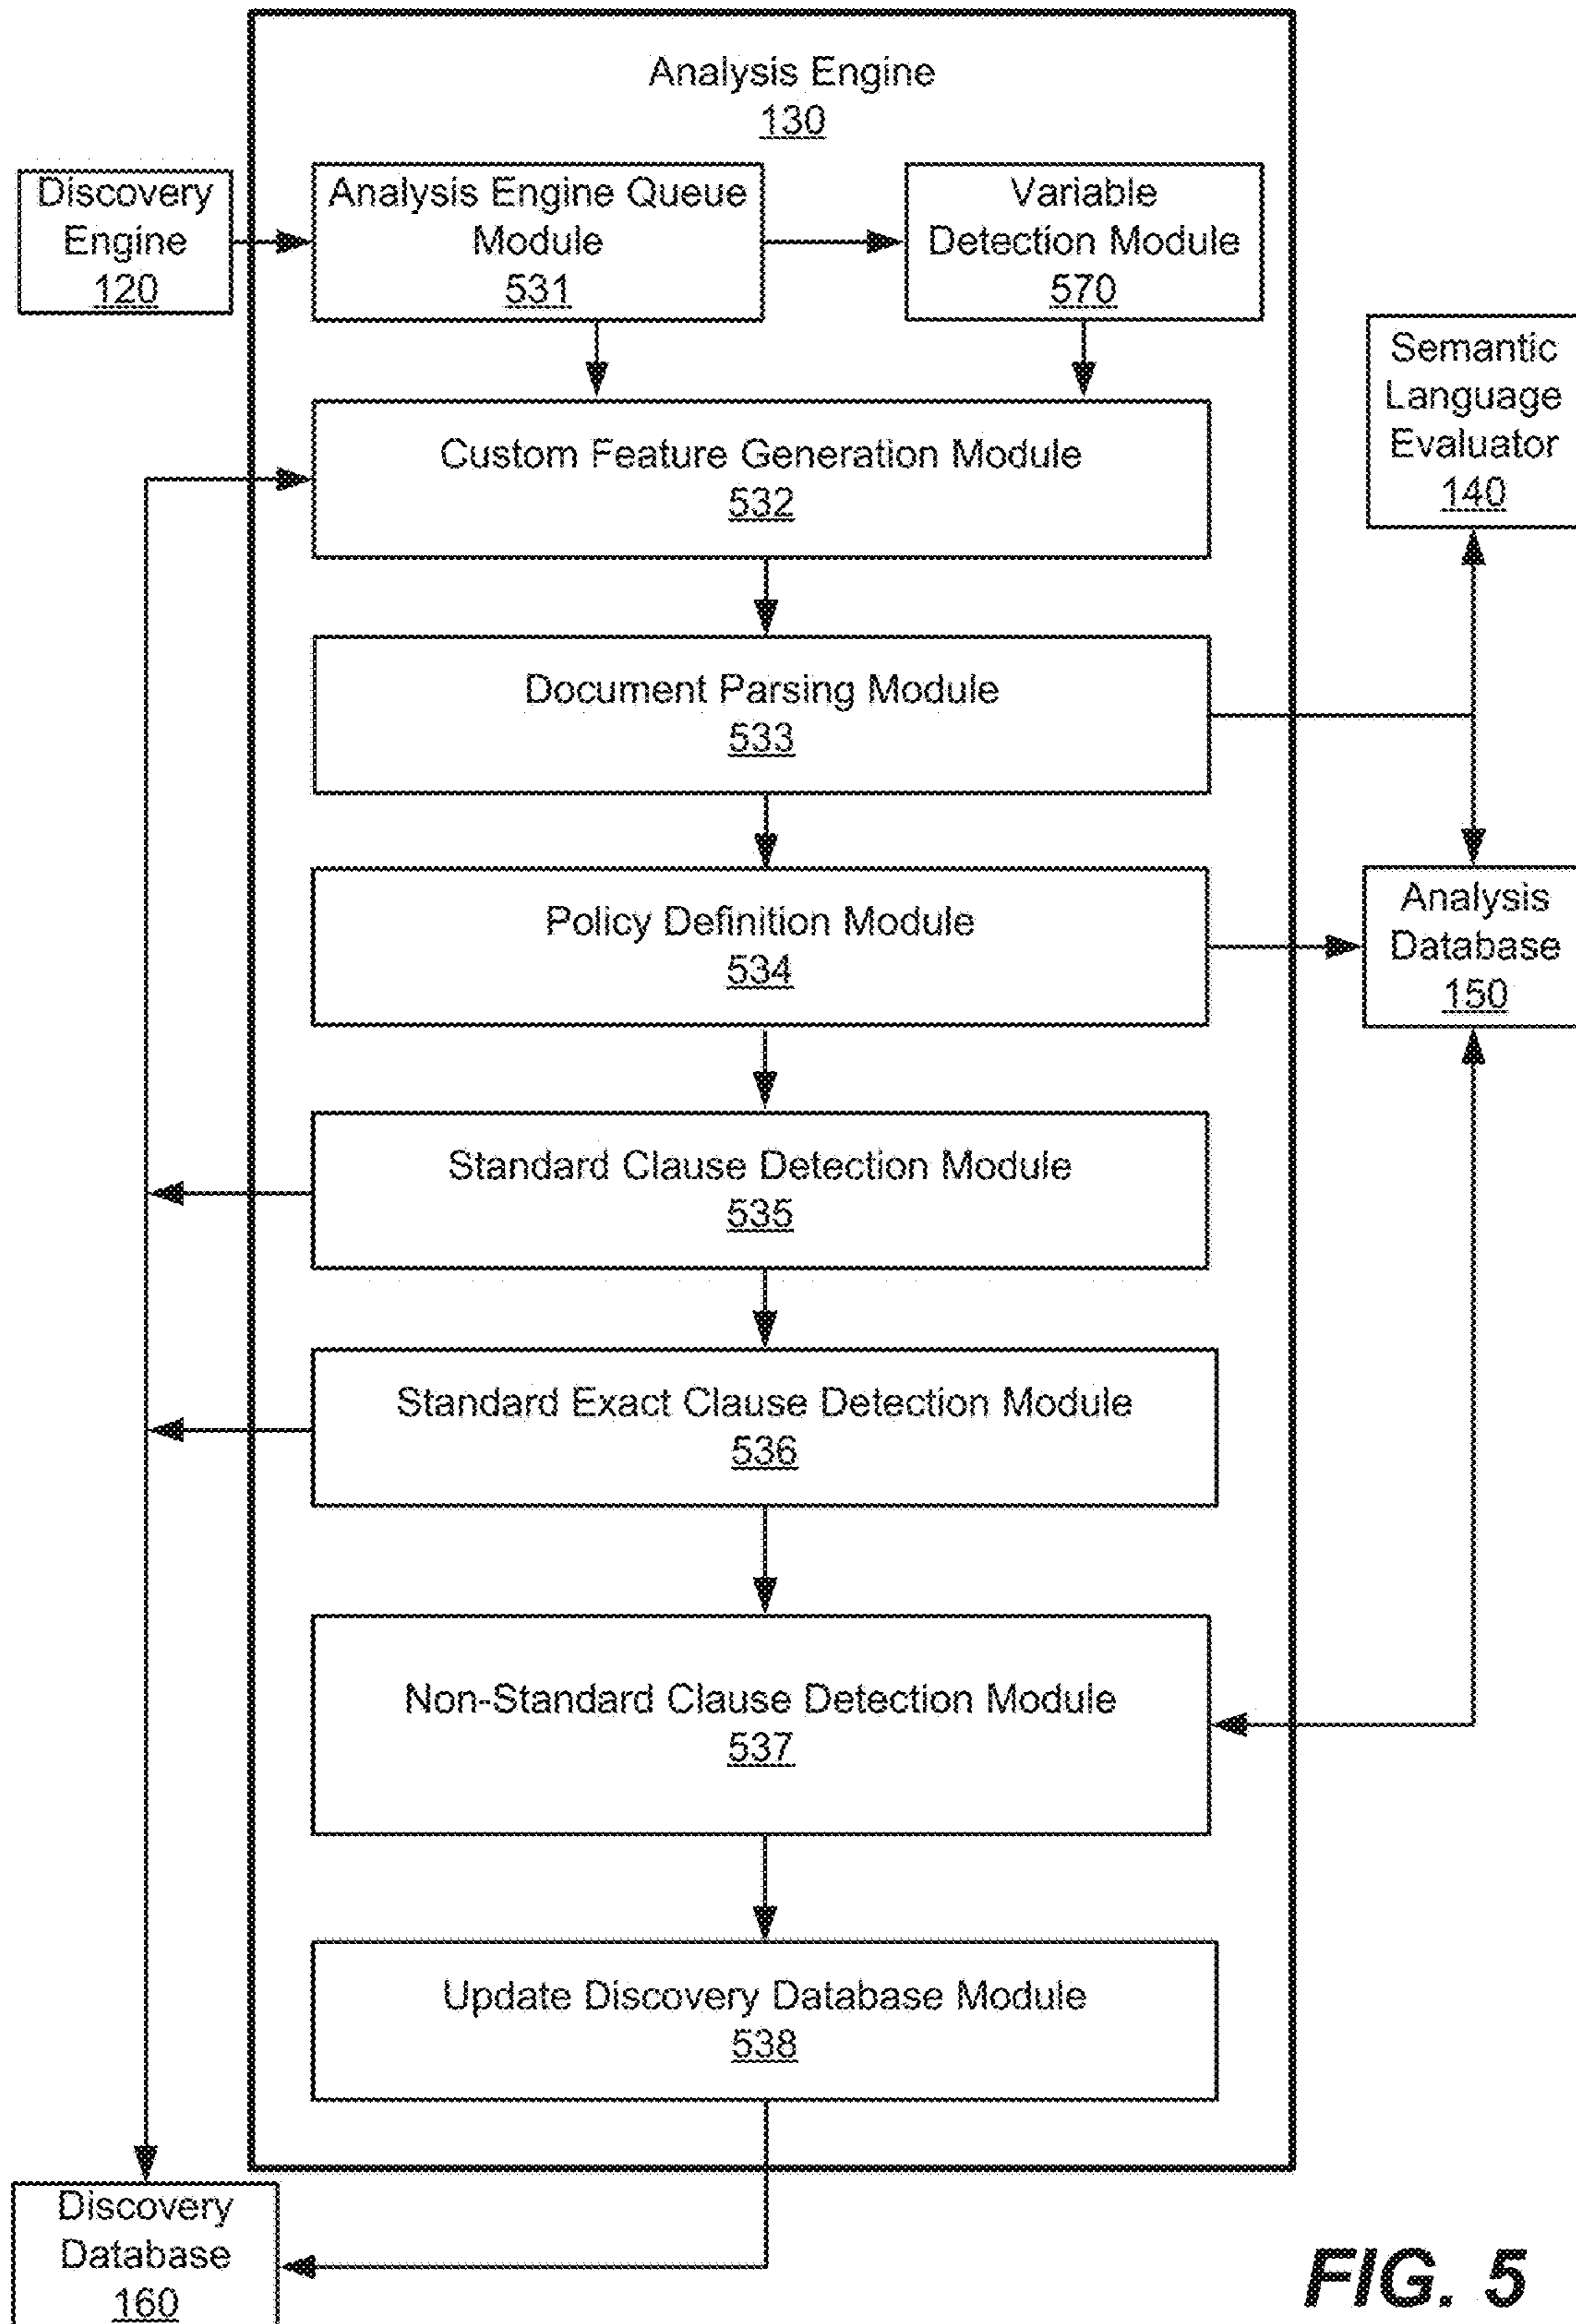 Analysis Engine
130
Discovery
Engine
120
Analysis Engine Queue
Module
531
Variable
Detection Module
570
Semantic
Language
Evaluator
140
Custom Feature Generation Module
532
Document Parsing Module
533
Policy Definition Module
534
Analysis
Database
150
Standard Clause Detection Module
535
Standard Exact Clause Detection Module
536
Non-Standard Clause Detection Module
537
Update Discovery Database Module
538
Discovery
Database
160
FIG. 5